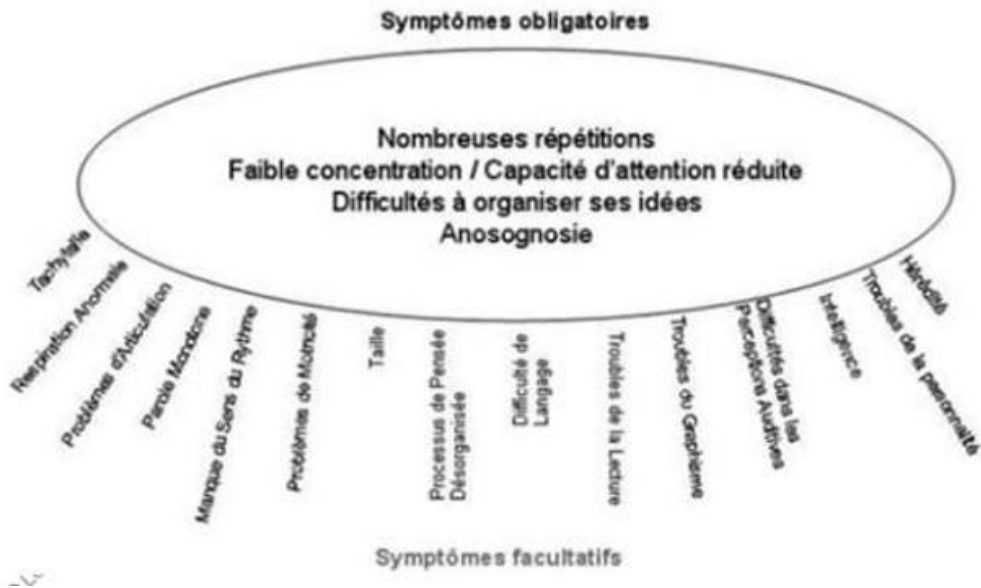 Symptômes obligatoires
Nombreuses répétitions
Faible concentration / Capacité d'attention réduite
Difficultés à organiser ses idées
Anosognosie
Tachylalie
Respiration Anormale
Problèmes d'Articulation
Parole Monotone
Manque du Sens du Rythme
Problèmes de Motricité
Taille
Processus de Pensée
Désorganisée
Difficulté de
Langage
Troubles de la Lecture
Troubles du Graphisme
Difficultés dans les
Perceptions Auditives
Intelligence
Troubles de la personnalité
Hérédité
Symptômes facultatifs